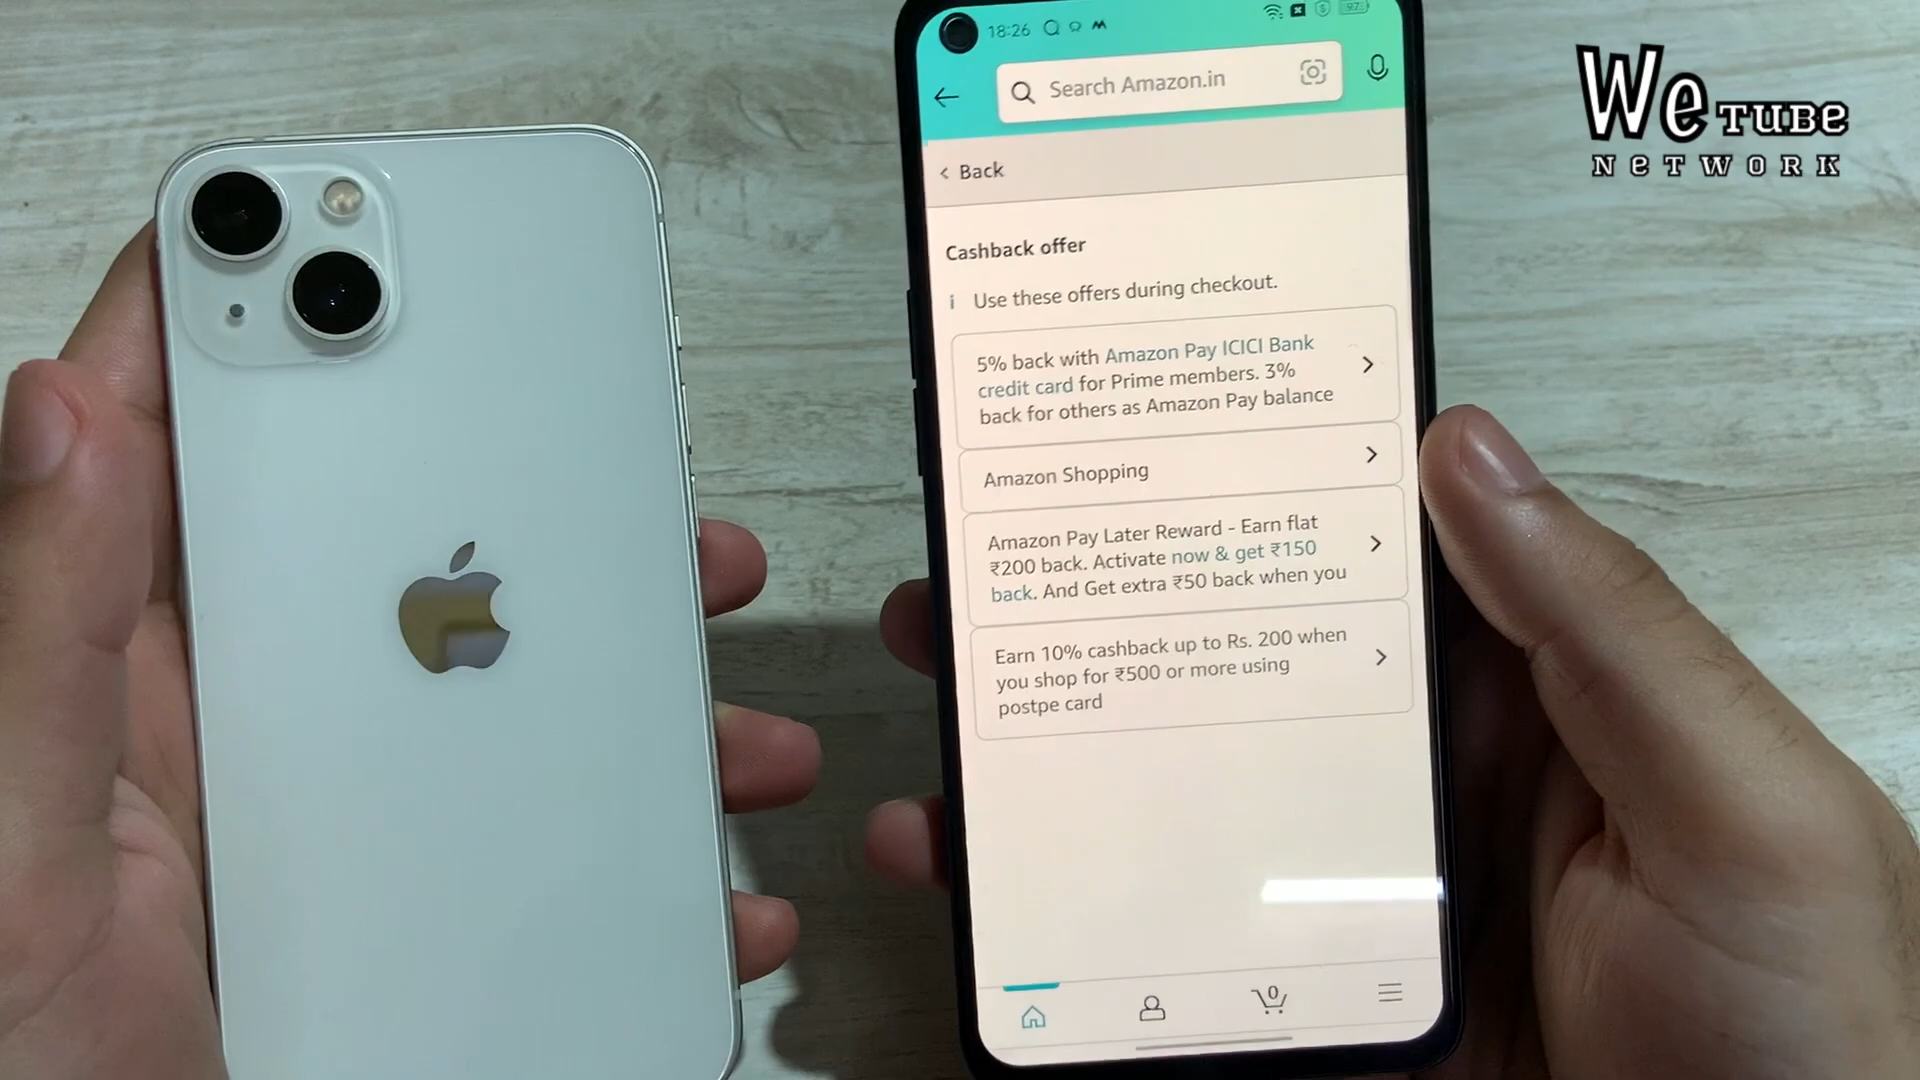 18:26
97
Search Amazon.in
We TUBE
NETWORK
< Back
Cashback offer
i Use these offers during checkout.
5% back with Amazon Pay ICICI Bank
credit card for Prime members. 3%
back for others as Amazon Pay balance
Amazon Shopping
Amazon Pay Later Reward - Earn flat
₹200 back. Activate now & get ₹150
back. And Get extra ₹50 back when you
Earn 10% cashback up to Rs. 200 when
you shop for ₹500 or more using
postpe card
0